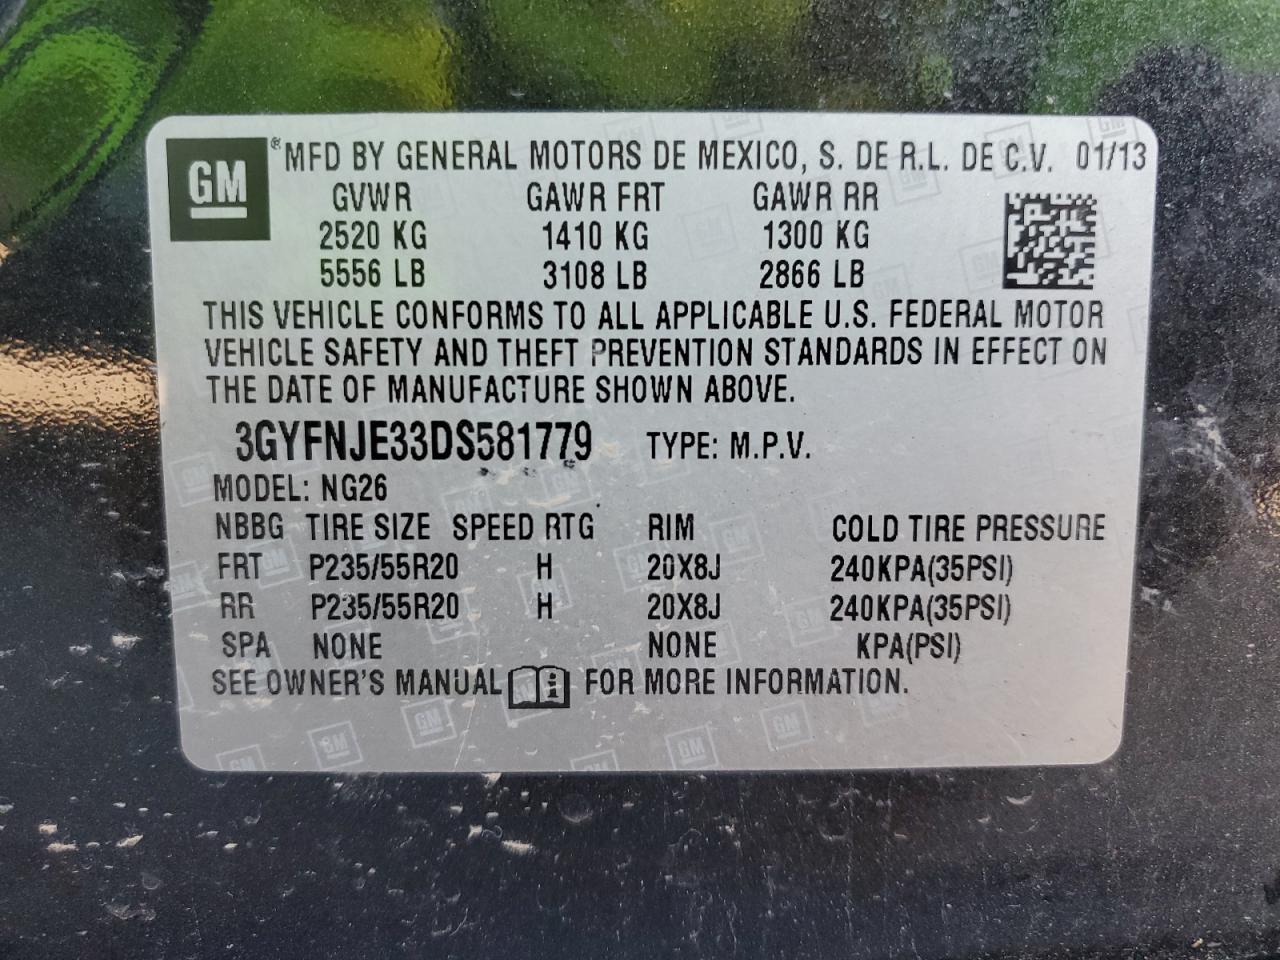 GM ® MFD BY GENERAL MOTORS DE MEXICO, S. DE R.L. DE C.V. 01/13
GVWR GAWR FRT GAWR RR
2520 KG 1410 KG 1300 KG
5556 LB 3108 LB 2866 LB
THIS VEHICLE CONFORMS TO ALL APPLICABLE U.S. FEDERAL MOTOR
VEHICLE SAFETY AND THEFT PREVENTION STANDARDS IN EFFECT ON
THE DATE OF MANUFACTURE SHOWN ABOVE.
3GYFNJE33DS581779 TYPE: M.P.V.
MODEL: NG26
NBBG TIRE SIZE SPEED RTG RIM COLD TIRE PRESSURE
FRT P235/55R20 H 20X8J 240KPA(35PSI)
RR P235/55R20 H 20X8J 240KPA(35PSI)
SPA NONE NONE KPA(PSI)
SEE OWNER'S MANUAL i FOR MORE INFORMATION.